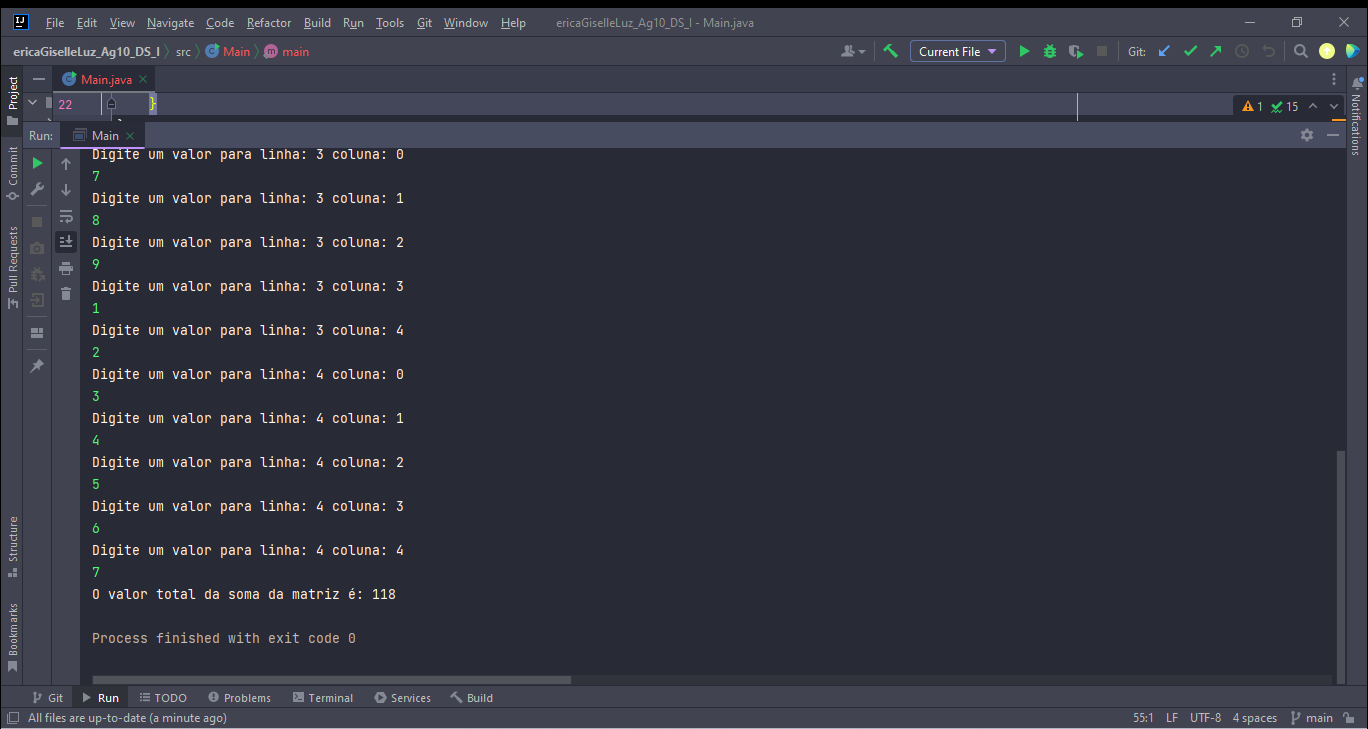 File Edit View Navigate Code Refactor Build Run Tools Git Window Help ericaGiselleLuz_Ag10_DS_I - Main.java
ericaGiselleLuz_Ag10_DS_I src Main main Current File Git:
Project
Main.java
22 } 1 15
Notifications
Run: Main
Commit
Pull Requests
Structure
Bookmarks
Digite um valor para linha: 3 coluna: 0
7
Digite um valor para linha: 3 coluna: 1
8
Digite um valor para linha: 3 coluna: 2
9
Digite um valor para linha: 3 coluna: 3
1
Digite um valor para linha: 3 coluna: 4
2
Digite um valor para linha: 4 coluna: 0
3
Digite um valor para linha: 4 coluna: 1
4
Digite um valor para linha: 4 coluna: 2
5
Digite um valor para linha: 4 coluna: 3
6
Digite um valor para linha: 4 coluna: 4
7
O valor total da soma da matriz é: 118
Process finished with exit code 0
Git Run TODO Problems Terminal Services Build
All files are up-to-date (a minute ago) 55:1 LF UTF-8 4 spaces main